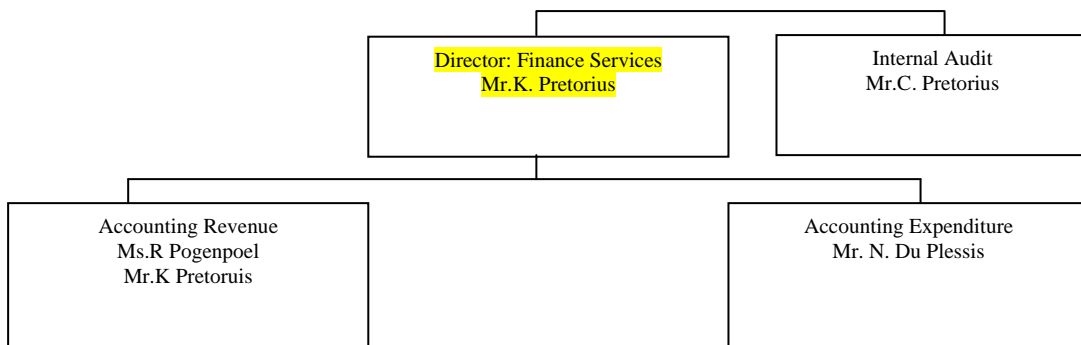 Director: Finance Services
Mr.K. Pretorius
Internal Audit
Mr.C. Pretorius
Accounting Revenue
Ms.R Pogenpoel
Mr.K Pretoruis
Accounting Expenditure
Mr. N. Du Plessis